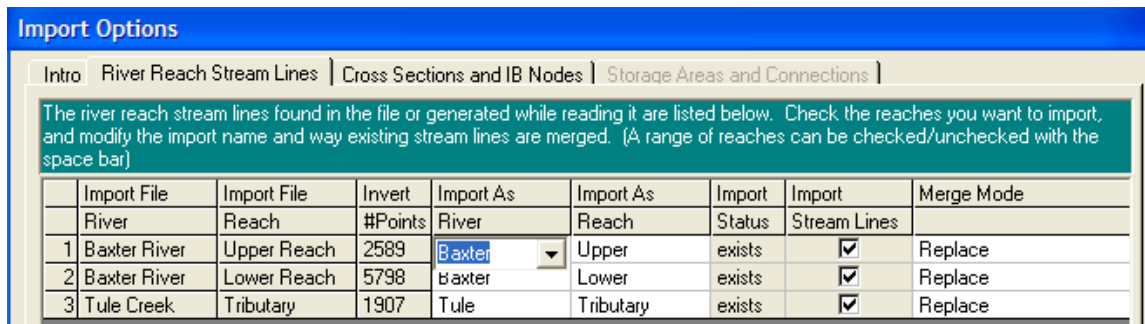 Import Options
Intro River Reach Stream Lines Cross Sections and IB Nodes Storage Areas and Connections
The river reach stream lines found in the file or generated while reading it are listed below. Check the reaches you want to import,
and modify the import name and way existing stream lines are merged. (A range of reaches can be checked/unchecked with the
space bar)
Import File Import File Invert Import As Import As Import Import Merge Mode
River Reach #Points River Reach Status Stream Lines
1 Baxter River Upper Reach 2589 Baxter Upper exists Replace
2 Baxter River Lower Reach 5798 Baxter Lower exists Replace
3 Tule Creek Tributary 1907 Tule Tributary exists Replace